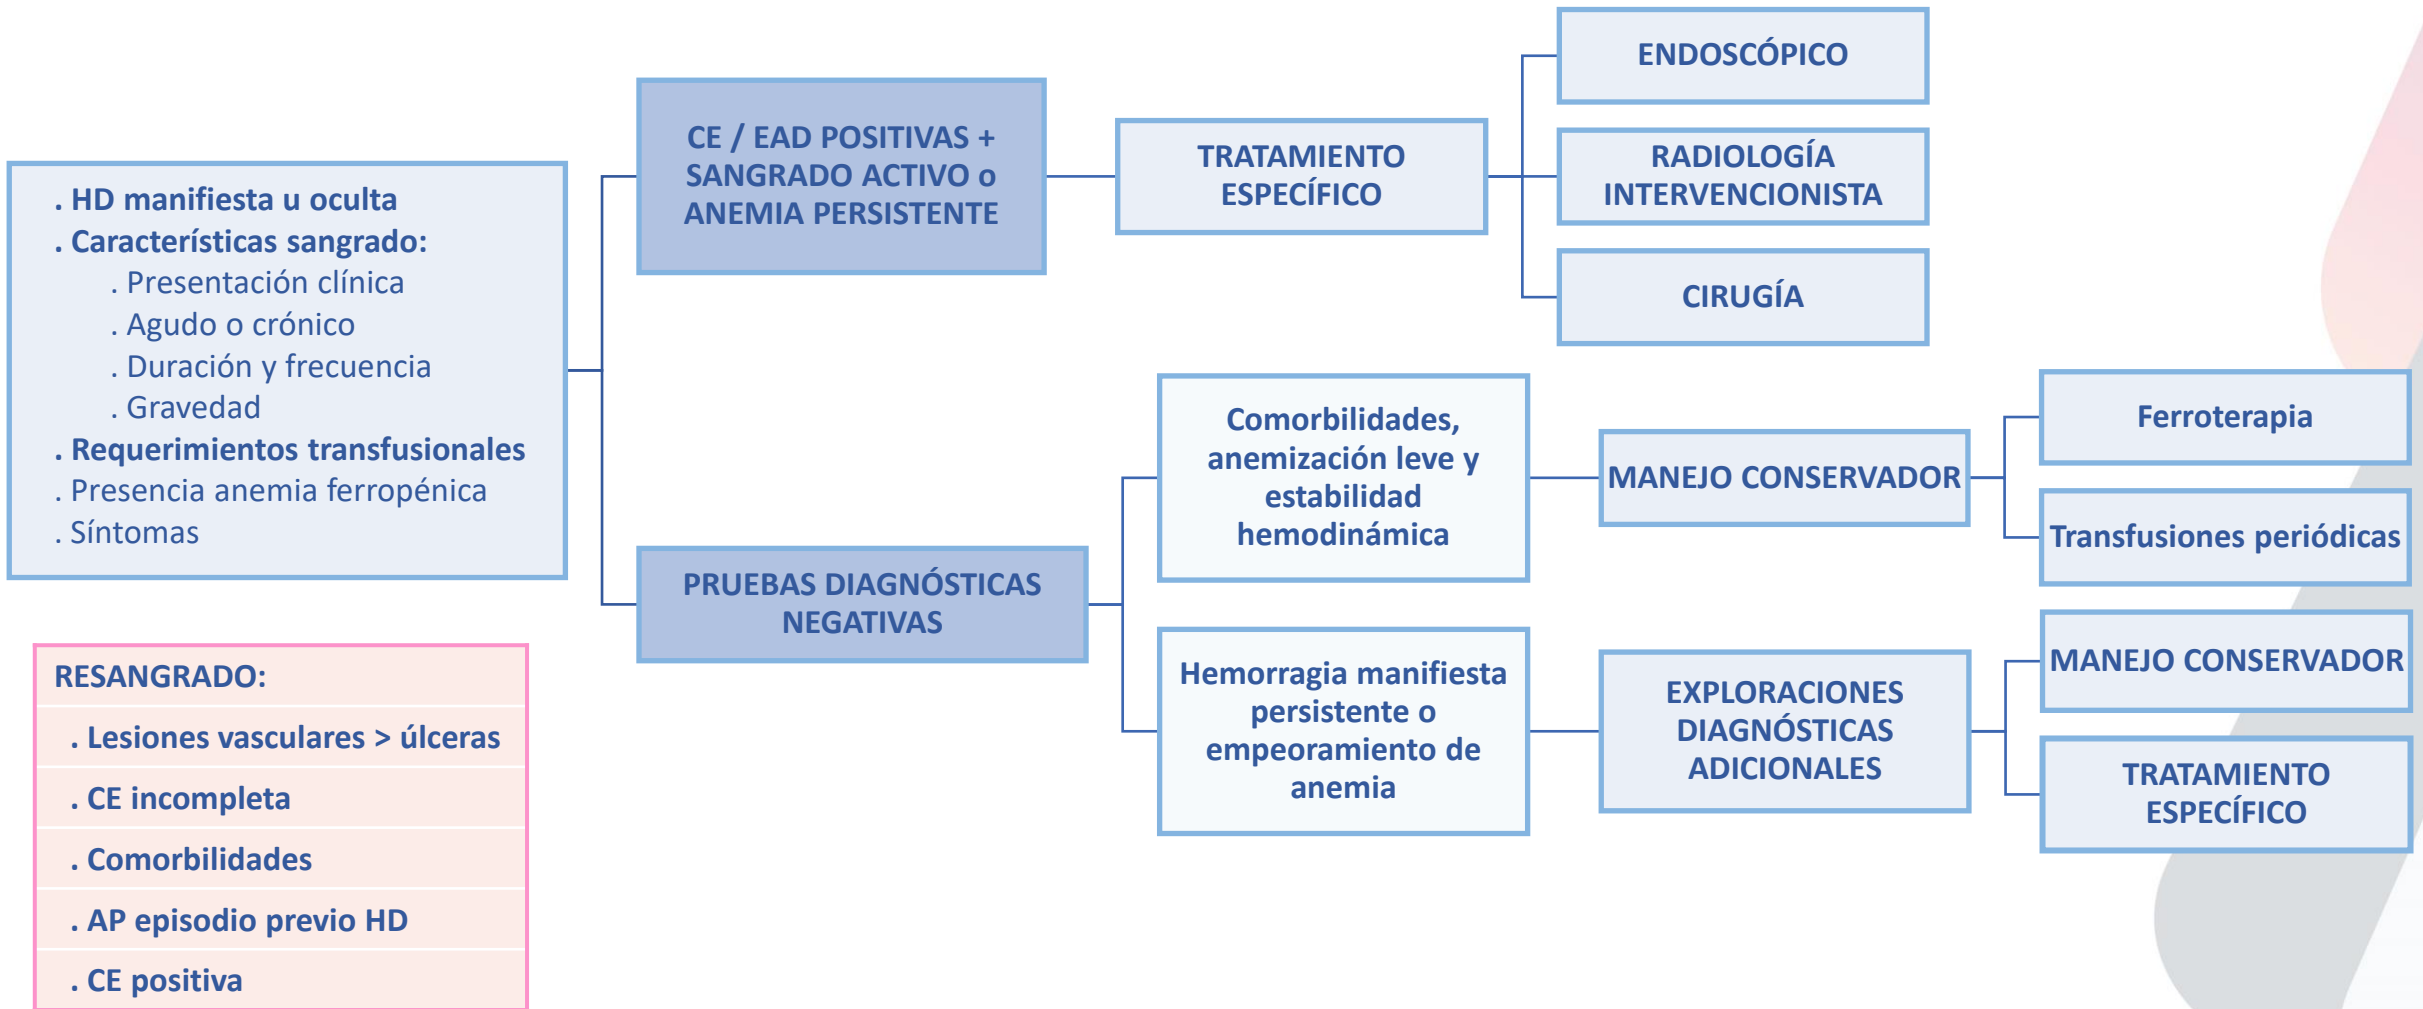 . HD manifiesta u oculta
. Características sangrado:
. Presentación clínica
. Agudo o crónico
. Duración y frecuencia
. Gravedad
. Requerimientos transfusionales
. Presencia anemia ferropénica
. Síntomas
CE / EAD POSITIVAS +
SANGRADO ACTIVO o
ANEMIA PERSISTENTE
TRATAMIENTO
ESPECÍFICO
ENDOSCÓPICO
RADIOLOGÍA
INTERVENCIONISTA
CIRUGÍA
PRUEBAS DIAGNÓSTICAS
NEGATIVAS
Comorbilidades,
anemización leve y
estabilidad
hemodinámica
MANEJO CONSERVADOR
Ferroterapia
Transfusiones periódicas
Hemorragia manifiesta
persistente o
empeoramiento de
anemia
EXPLORACIONES
DIAGNÓSTICAS
ADICIONALES
MANEJO CONSERVADOR
TRATAMIENTO
ESPECÍFICO
RESANGRADO:
. Lesiones vasculares > úlceras
. CE incompleta
. Comorbilidades
. AP episodio previo HD
. CE positiva